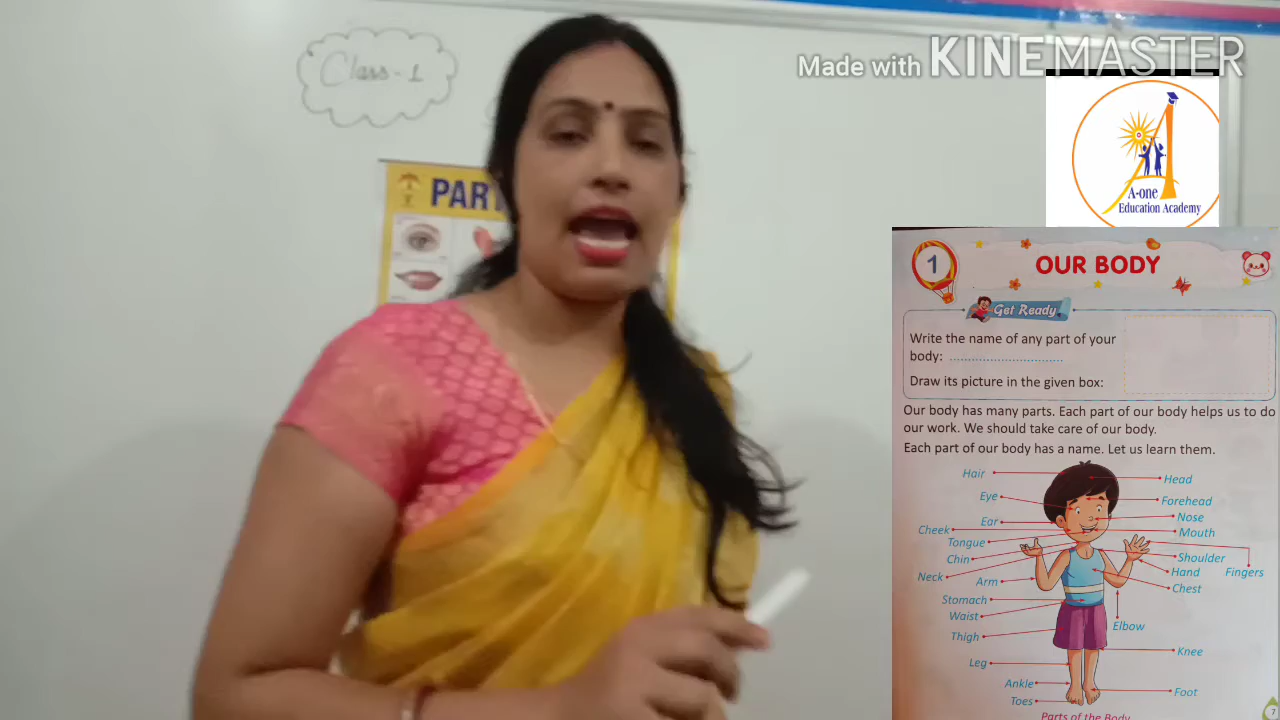 Class-1
Made with KINEMASTER
PART
A-one
Education Academy
1
OUR BODY
Get Ready
Write the name of any part of your
body: ................................
Draw its picture in the given box:
Our body has many parts. Each part of our body helps us to do
our work. We should take care of our body.
Each part of our body has a name. Let us learn them.
Hair
Head
Eye
Forehead
Ear
Nose
Cheek
Mouth
Tongue
Chin
Shoulder
Neck
Hand
Fingers
Arm
Chest
Stomach
Waist
Elbow
Thigh
Knee
Leg
Ankle
Foot
Toes
Parts of the Body
7